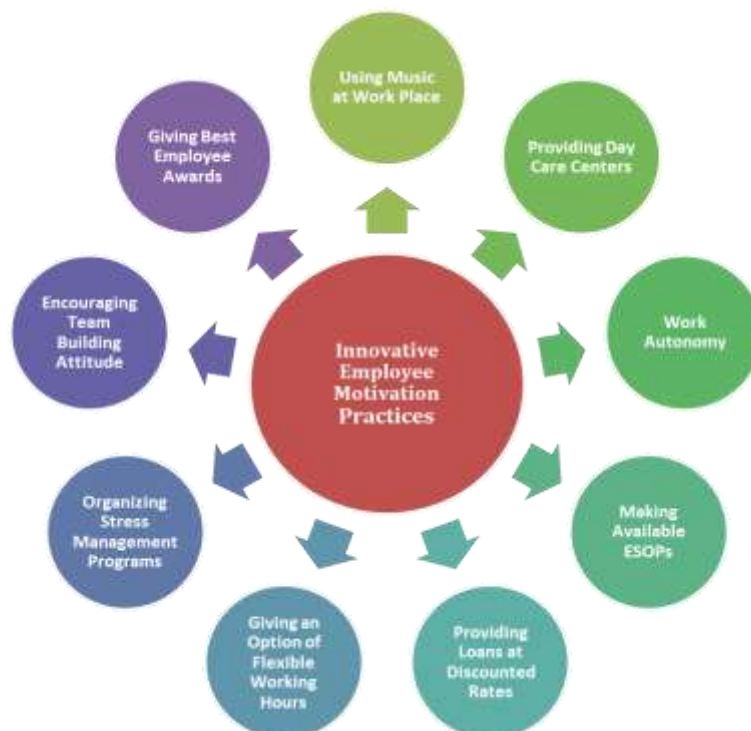 Using Music
at Work Place
Providing Day
Care Centers
Work
Autonomy
Making
Available
ESOPs
Providing
Loans at
Discounted
Rates
Giving an
Option of
Flexible
Working
Hours
Organizing
Stress
Management
Programs
Encouraging
Team
Building
Attitude
Giving Best
Employee
Awards
Innovative
Employee
Motivation
Practices